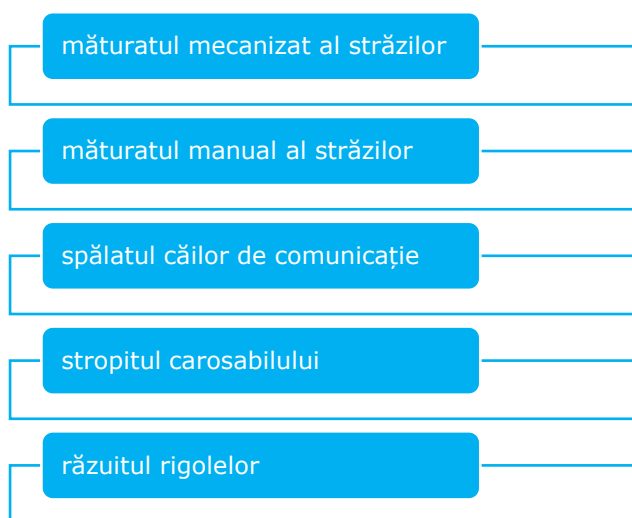 măturatul mecanizat al străzilor
măturatul manual al străzilor
spălatul căilor de comunicație
stropitul carosabilului
răzuitul rigolelor